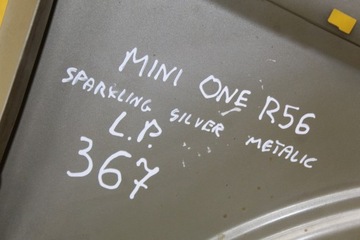 MINI ONE R56
SPARKLING SILVER METALIC
L.P.
367